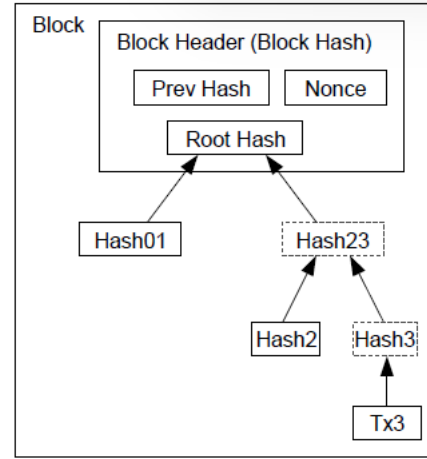 Block
Block Header (Block Hash)
Prev Hash
Nonce
Root Hash
Hash01
Hash23
Hash2
Hash3
Tx3